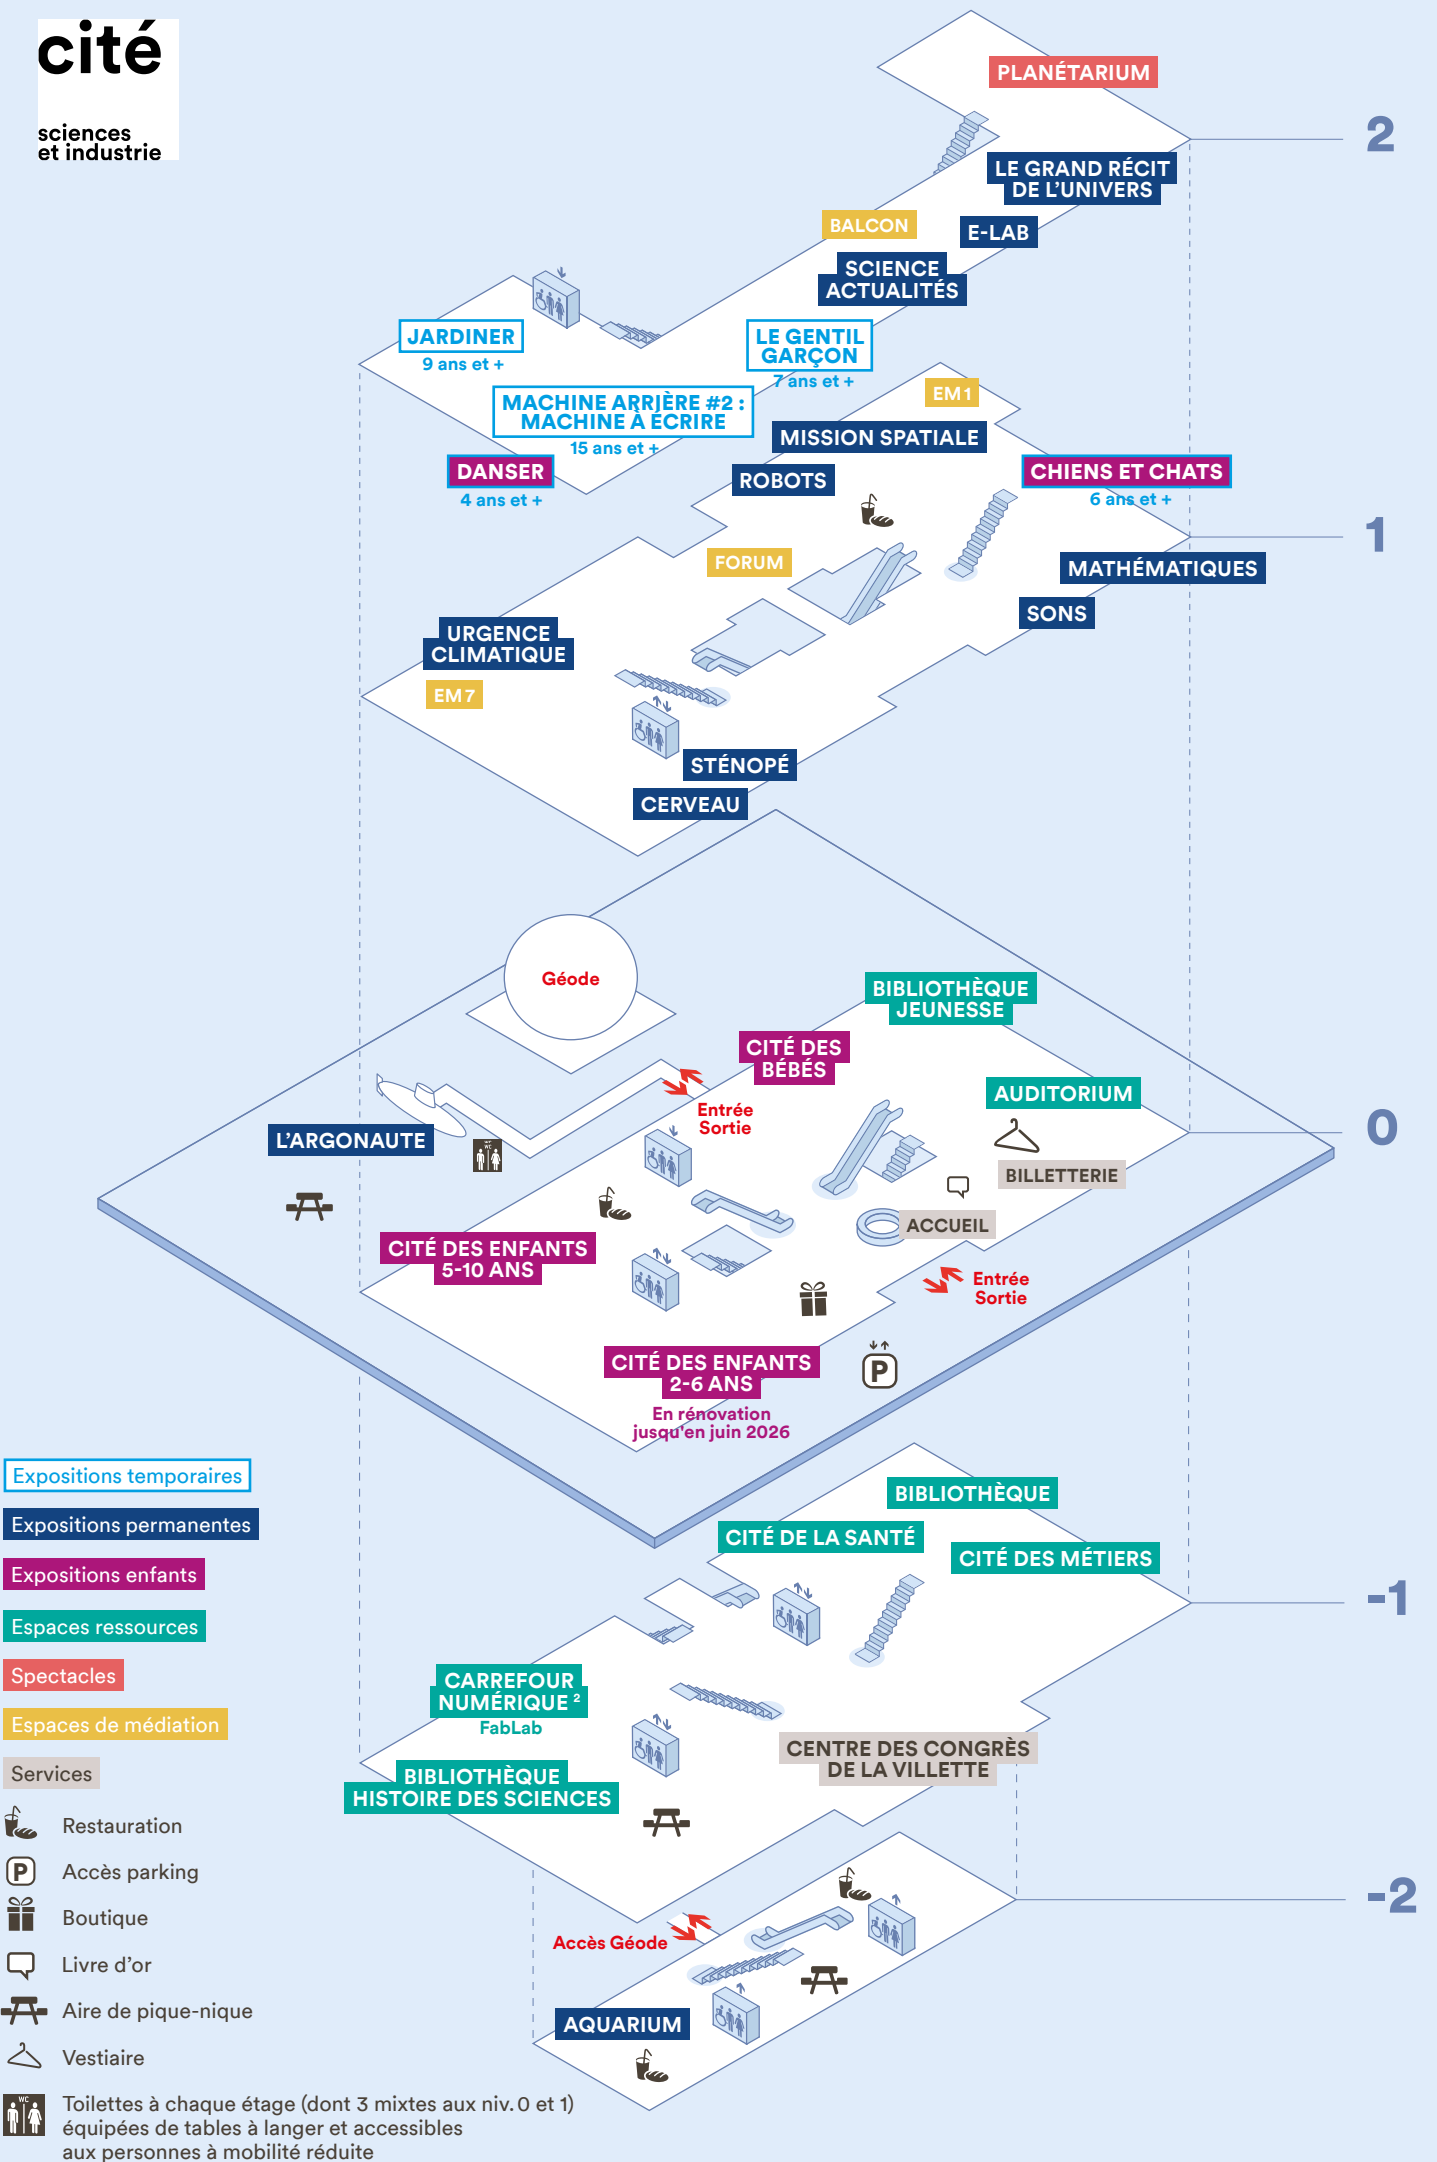 cité
sciences
et industrie
PLANÉTARIUM
2
LE GRAND RÉCIT
DE L'UNIVERS
BALCON
E-LAB
SCIENCE
ACTUALITÉS
JARDINER
9 ans et +
LE GENTIL
GARÇON
7 ans et +
MACHINE ARRIÈRE #2 :
MACHINE À ÉCRIRE
15 ans et +
DANSER
4 ans et +
EM 1
MISSION SPATIALE
ROBOTS
CHIENS ET CHATS
6 ans et +
1
FORUM
MATHÉMATIQUES
SONS
URGENCE
CLIMATIQUE
EM 7
STÉNOPÉ
CERVEAU
Géode
BIBLIOTHÈQUE
JEUNESSE
CITÉ DES
BÉBÉS
Entrée
Sortie
AUDITORIUM
0
L'ARGONAUTE
WC
BILLETTERIE
ACCUEIL
CITÉ DES ENFANTS
5-10 ANS
Entrée
Sortie
CITÉ DES ENFANTS
2-6 ANS
En rénovation
jusqu'en juin 2026
P
BIBLIOTHÈQUE
CITÉ DE LA SANTÉ
CITÉ DES MÉTIERS
-1
CARREFOUR
NUMÉRIQUE ²
FabLab
CENTRE DES CONGRÈS
DE LA VILLETTE
BIBLIOTHÈQUE
HISTOIRE DES SCIENCES
-2
Accès Géode
AQUARIUM
Expositions temporaires
Expositions permanentes
Expositions enfants
Espaces ressources
Spectacles
Espaces de médiation
Services
Restauration
P Accès parking
Boutique
Livre d'or
Aire de pique-nique
Vestiaire
WC
Toilettes à chaque étage (dont 3 mixtes aux niv. 0 et 1)
équipées de tables à langer et accessibles
aux personnes à mobilité réduite